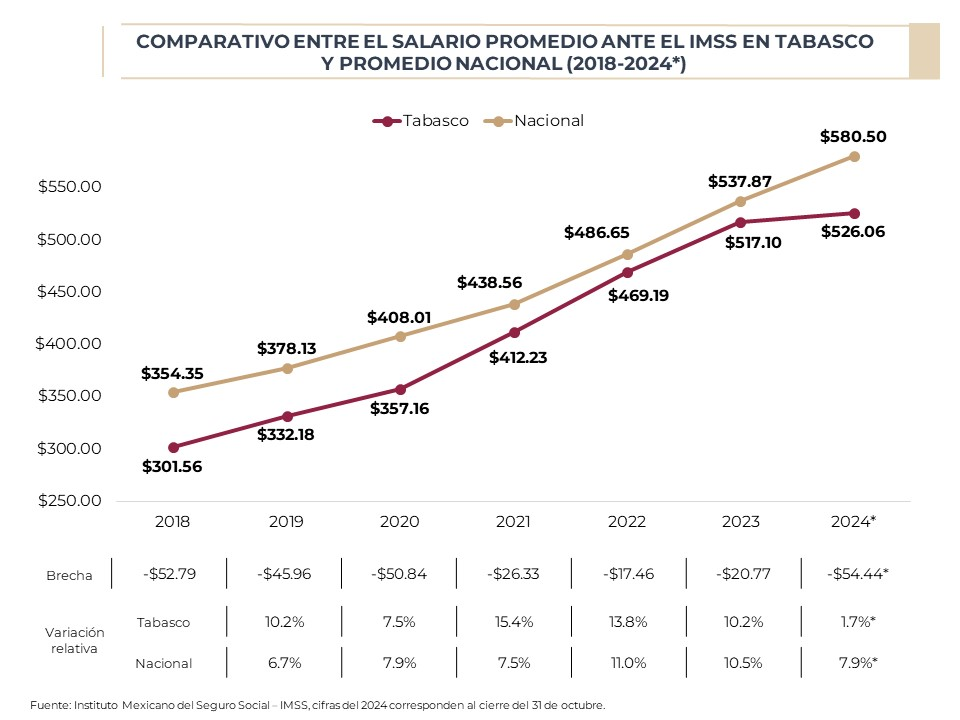 COMPARATIVO ENTRE EL SALARIO PROMEDIO ANTE EL IMSS EN TABASCO
Y PROMEDIO NACIONAL (2018-2024*)
Tabasco Nacional
$580.50
$550.00
$537.87
$526.06
$517.10
$500.00
$486.65
$469.19
$450.00
$438.56
$412.23
$400.00
$408.01
$378.13
$357.16
$350.00
$354.35
$332.18
$300.00
$301.56
$250.00
2018 2019 2020 2021 2022 2023 2024*
Brecha -$52.79 -$45.96 -$50.84 -$26.33 -$17.46 -$20.77 -$54.44*
Variación
relativa
Tabasco 10.2% 7.5% 15.4% 13.8% 10.2% 1.7%*
Nacional 6.7% 7.9% 7.5% 11.0% 10.5% 7.9%*
Fuente: Instituto Mexicano del Seguro Social – IMSS, cifras del 2024 corresponden al cierre del 31 de octubre.